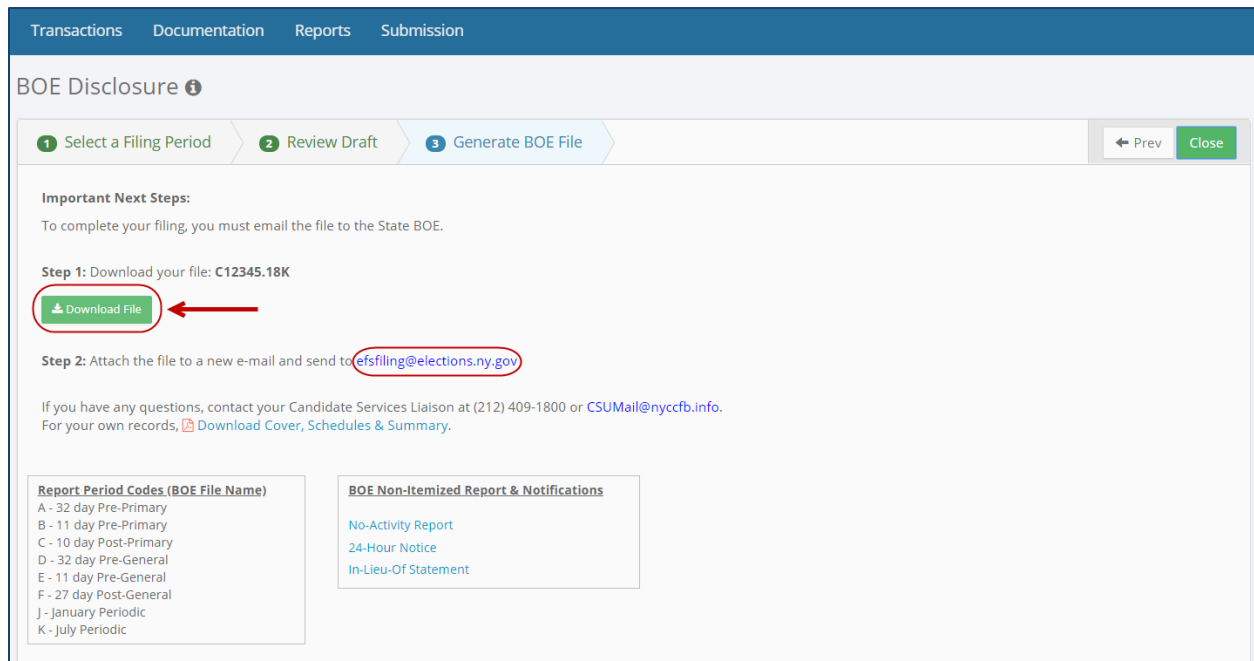 Transactions Documentation Reports Submission
BOE Disclosure
1 Select a Filing Period 2 Review Draft 3 Generate BOE File Prev Close
Important Next Steps:
To complete your filing, you must email the file to the State BOE.
Step 1: Download your file: C12345.18K
Download File
Step 2: Attach the file to a new e-mail and send to efsfiling@elections.ny.gov
If you have any questions, contact your Candidate Services Liaison at (212) 409-1800 or CSUMail@nyccfb.info.
For your own records, Download Cover, Schedules & Summary.
Report Period Codes (BOE File Name)
A - 32 day Pre-Primary
B - 11 day Pre-Primary
C - 10 day Post-Primary
D - 32 day Pre-General
E - 11 day Pre-General
F - 27 day Post-General
J - January Periodic
K - July Periodic
BOE Non-Itemized Report & Notifications
No-Activity Report
24-Hour Notice
In-Lieu-Of Statement